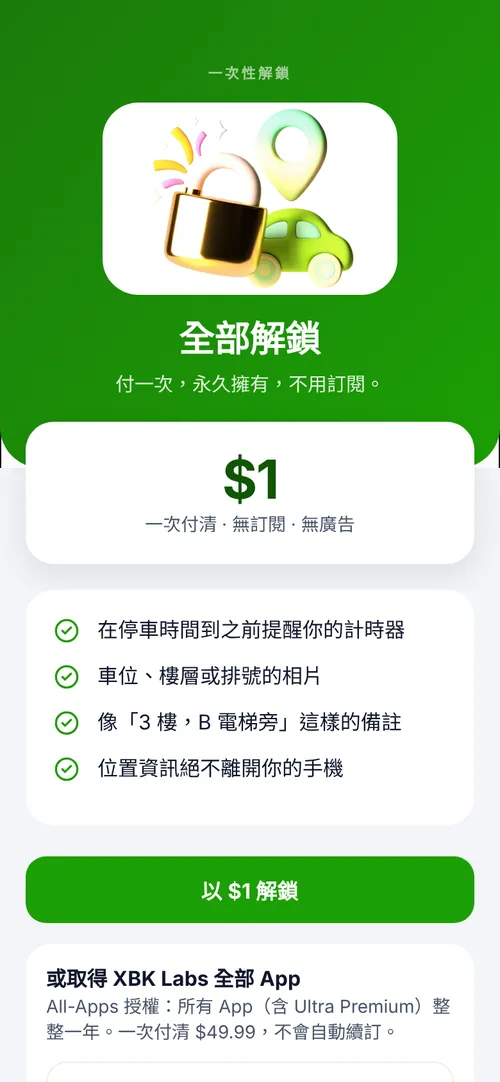 一次性解鎖
全部解鎖
付一次，永久擁有，不用訂閱。
$1
一次付清 · 無訂閱 · 無廣告
在停車時間到之前提醒你的計時器
車位、樓層或排號的相片
像「3 樓，B 電梯旁」這樣的備註
位置資訊絕不離開你的手機
以 $1 解鎖
或取得 XBK Labs 全部 App
All-Apps 授權：所有 App（含 Ultra Premium）整
整一年。一次付清 $49.99，不會自動續訂。